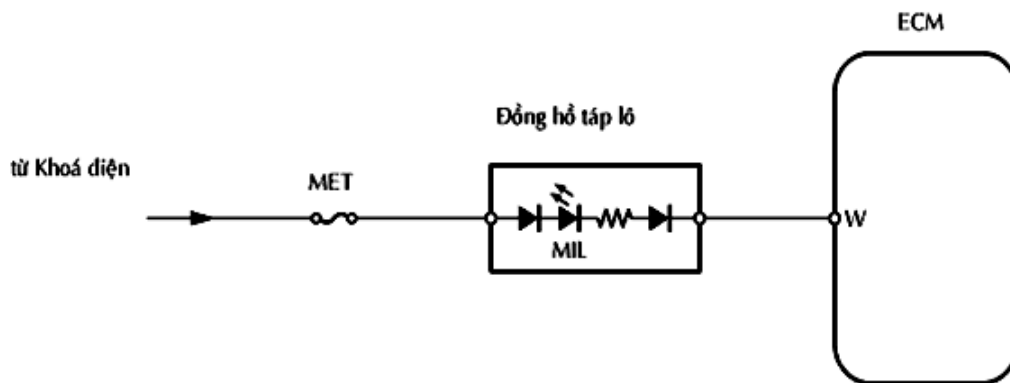 ECM
Đồng hồ táp lô
từ Khoá điện
MET
W
MIL